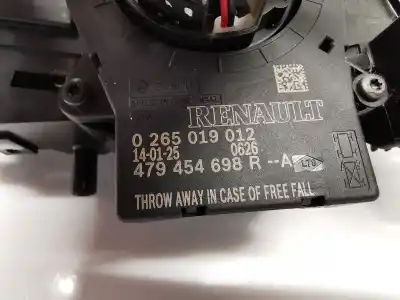 RENAULT
0 265 019 012
14-01-25 0626
479 454 698 R --A
LTU
THROW AWAY IN CASE OF FREE FALL